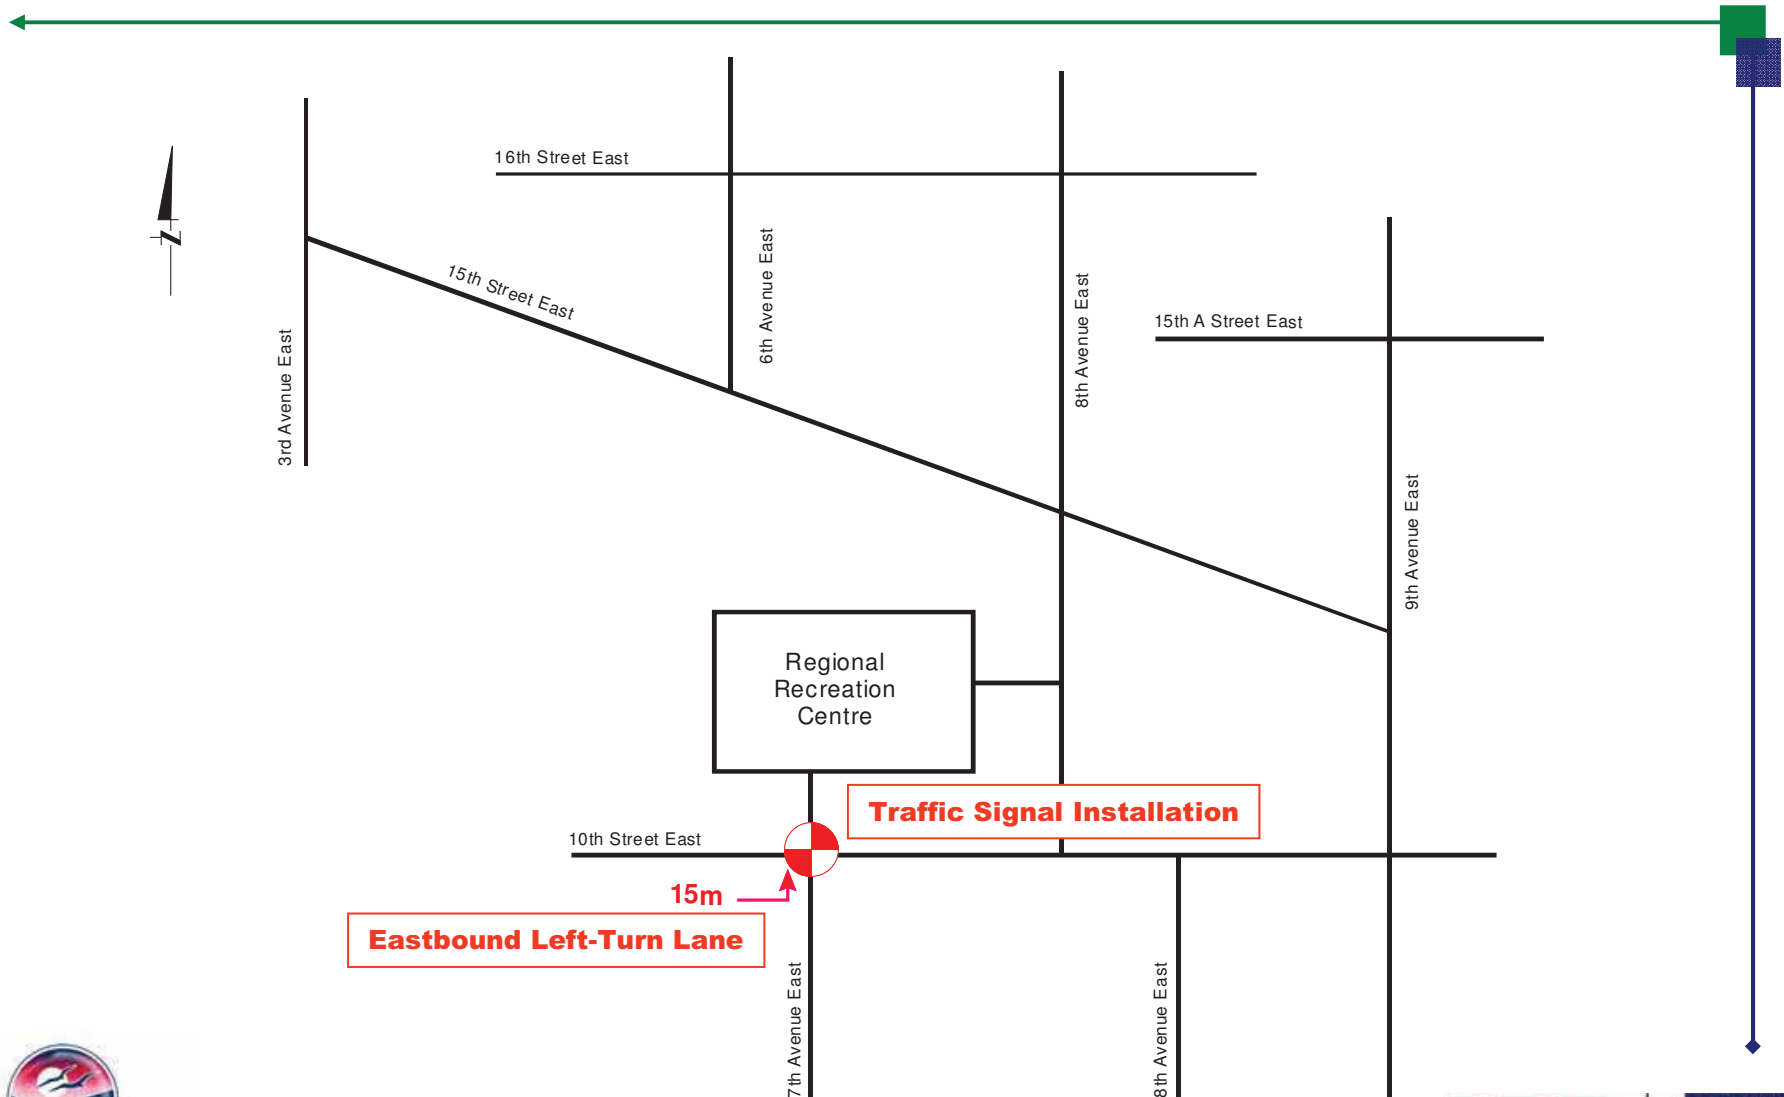 16th Street East
15th Street East
6th Avenue East
8th Avenue East
3rd Avenue East
15th A Street East
9th Avenue East
N
Regional
Recreation
Centre
Traffic Signal Installation
10th Street East
15m
Eastbound Left-Turn Lane
7th Avenue East
8th Avenue East